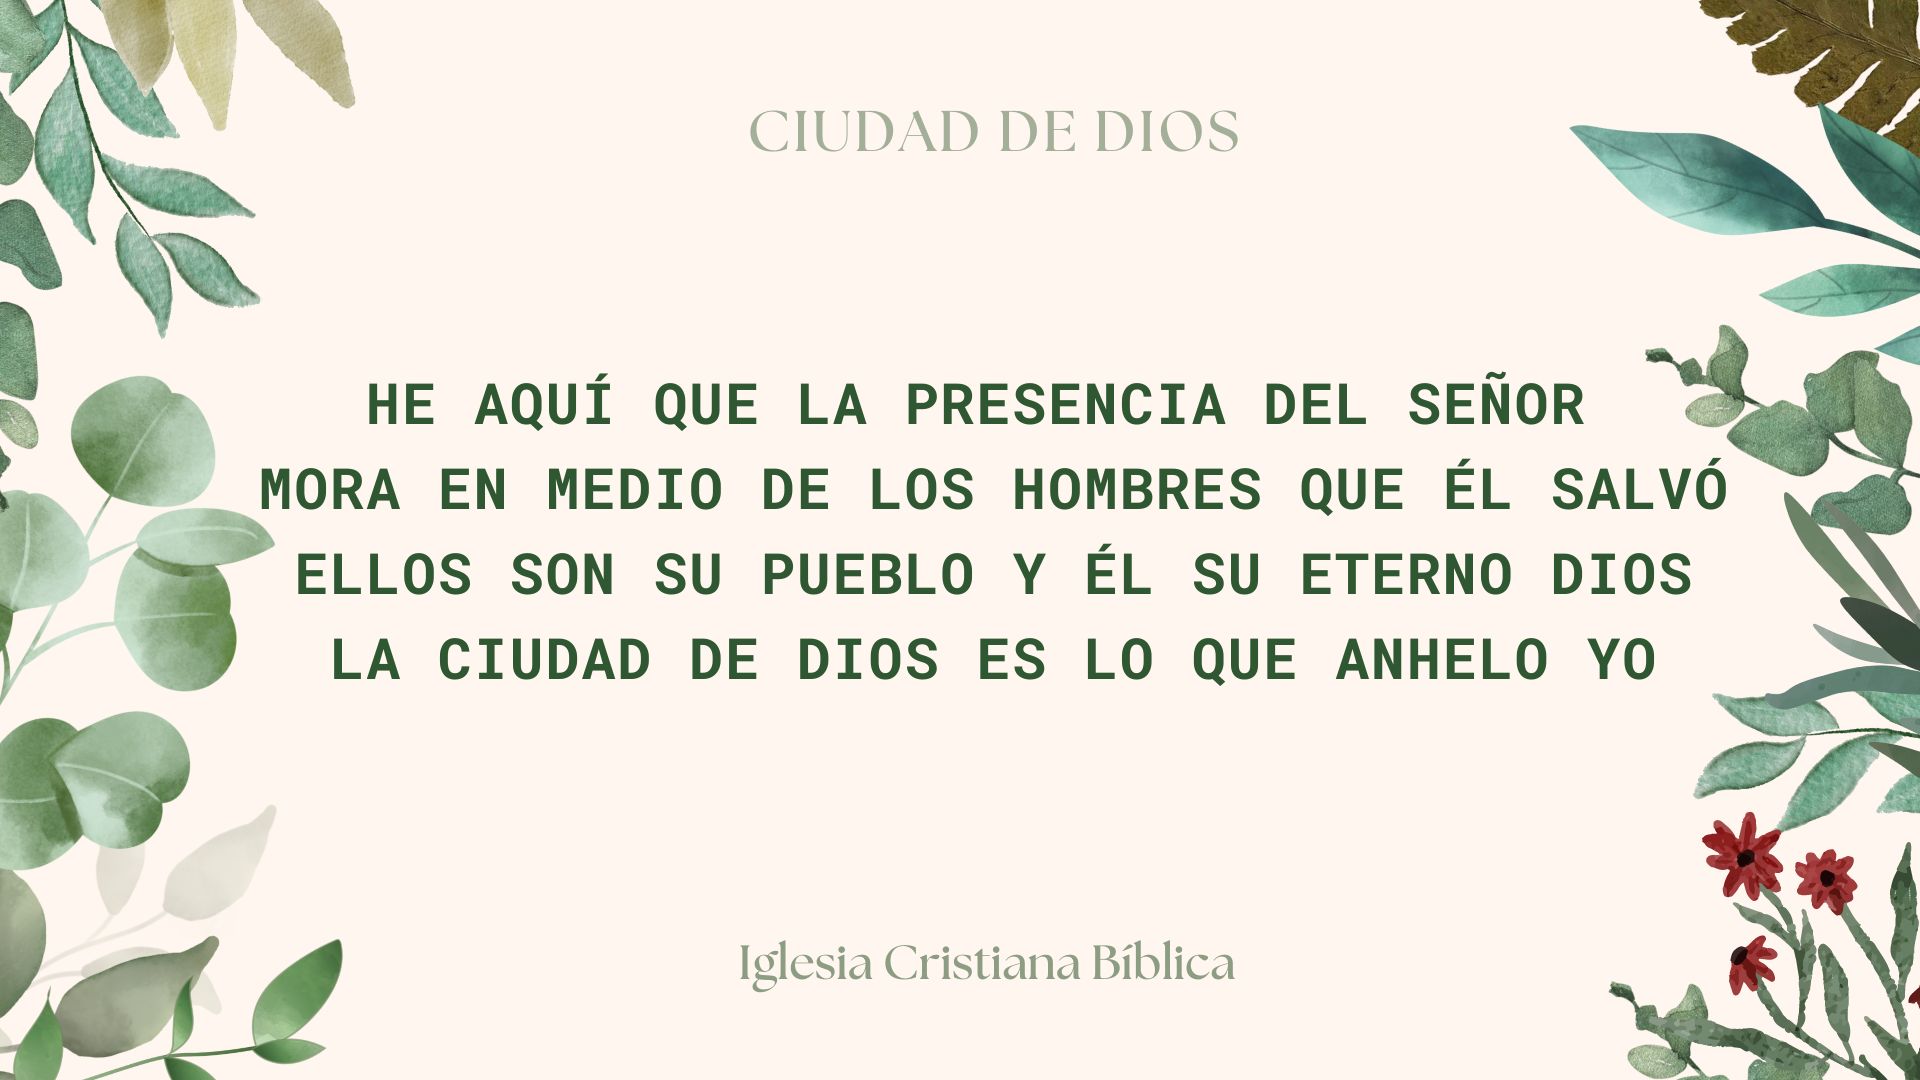 CIUDAD DE DIOS
HE AQUÍ QUE LA PRESENCIA DEL SEÑOR
MORA EN MEDIO DE LOS HOMBRES QUE ÉL SALVÓ
ELLOS SON SU PUEBLO Y ÉL SU ETERNO DIOS
LA CIUDAD DE DIOS ES LO QUE ANHELO YO
Iglesia Cristiana Bíblica